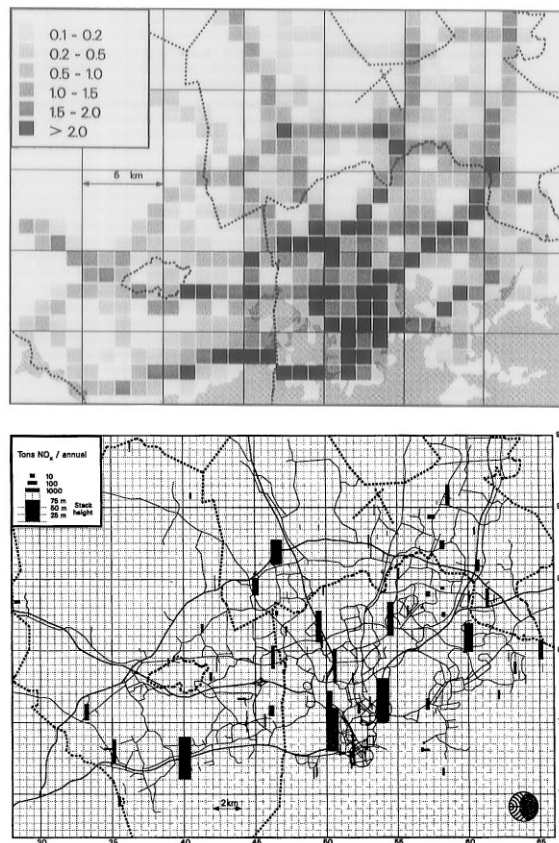 0.1 - 0.2
0.2 - 0.5
0.5 - 1.0
1.0 - 1.5
1.5 - 2.0
> 2.0
6 km
Tons NOx / annual
10
100
1000
75 m
50 m Stack
25 m height
2km
30 35 40 45 50 55 60 65